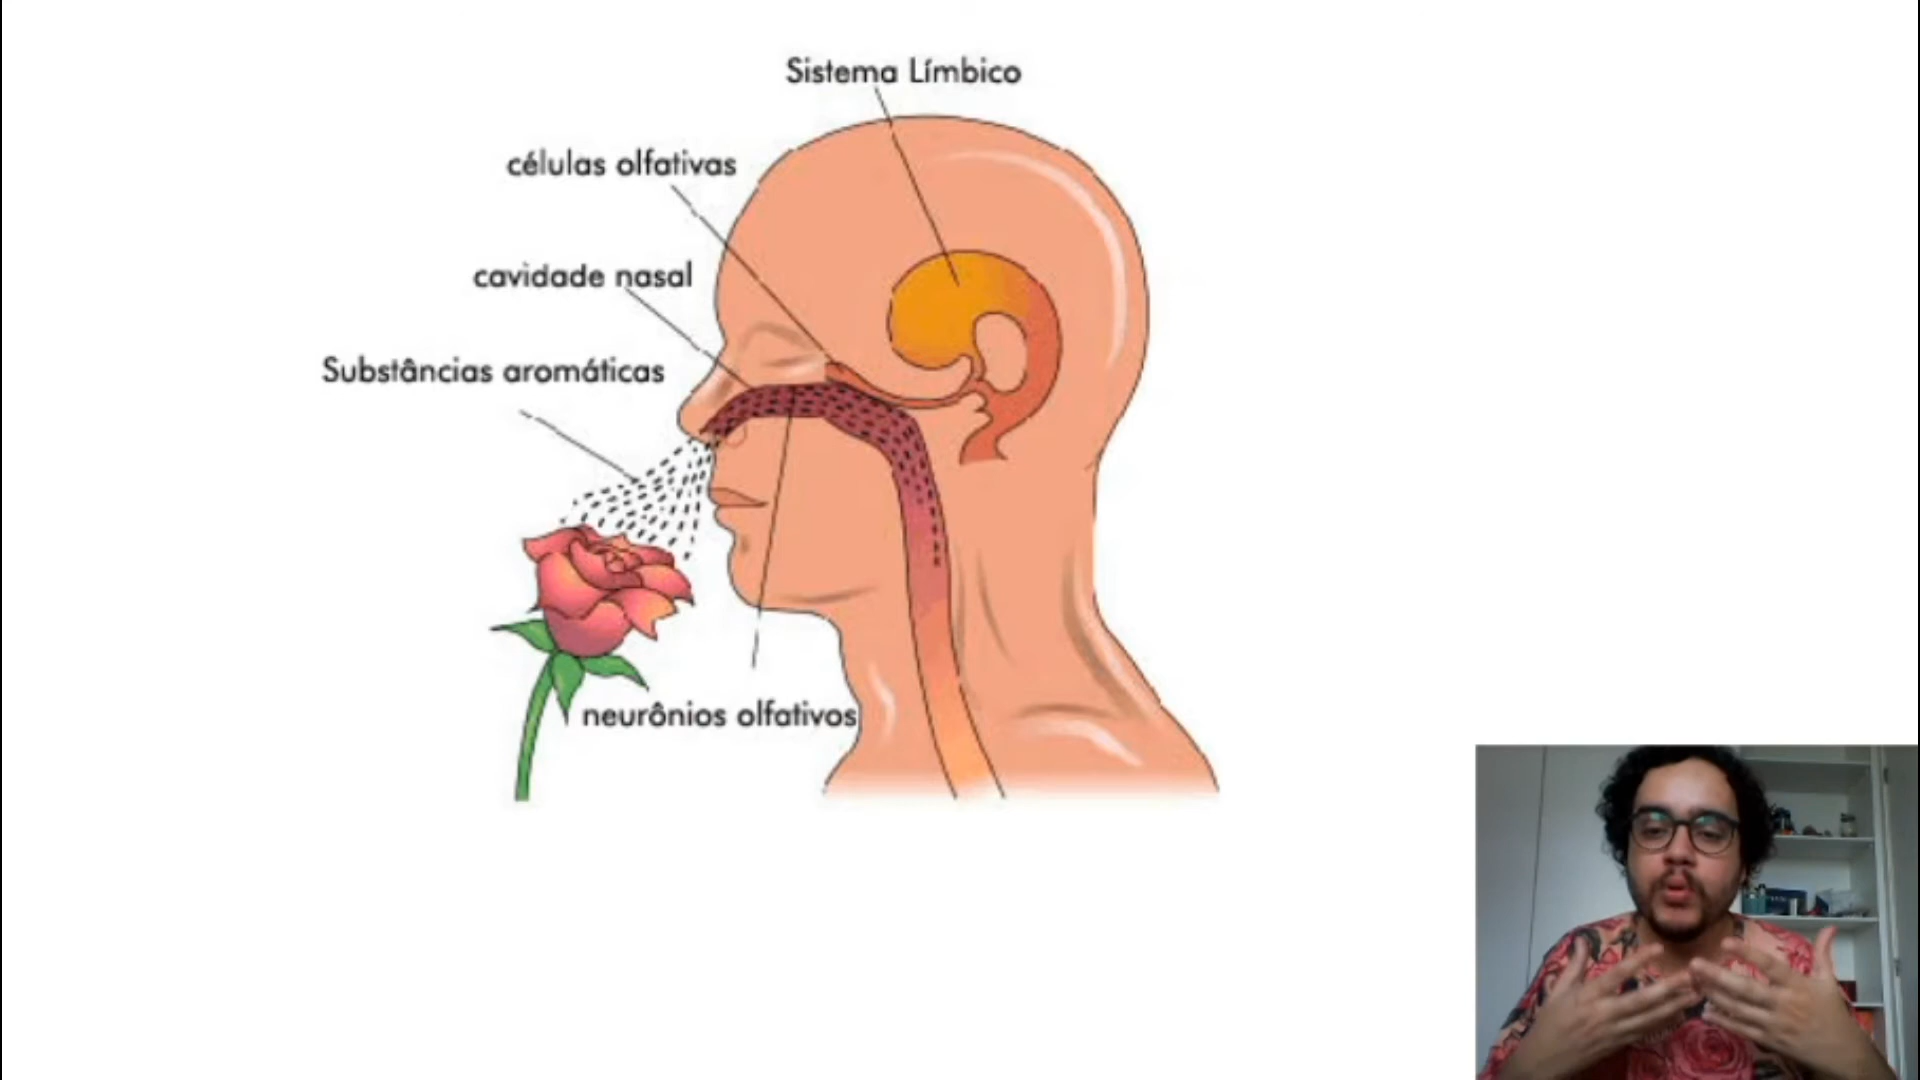 Sistema Límbico
células olfativas
cavidade nasal
Substâncias aromáticas
neurônios olfativos